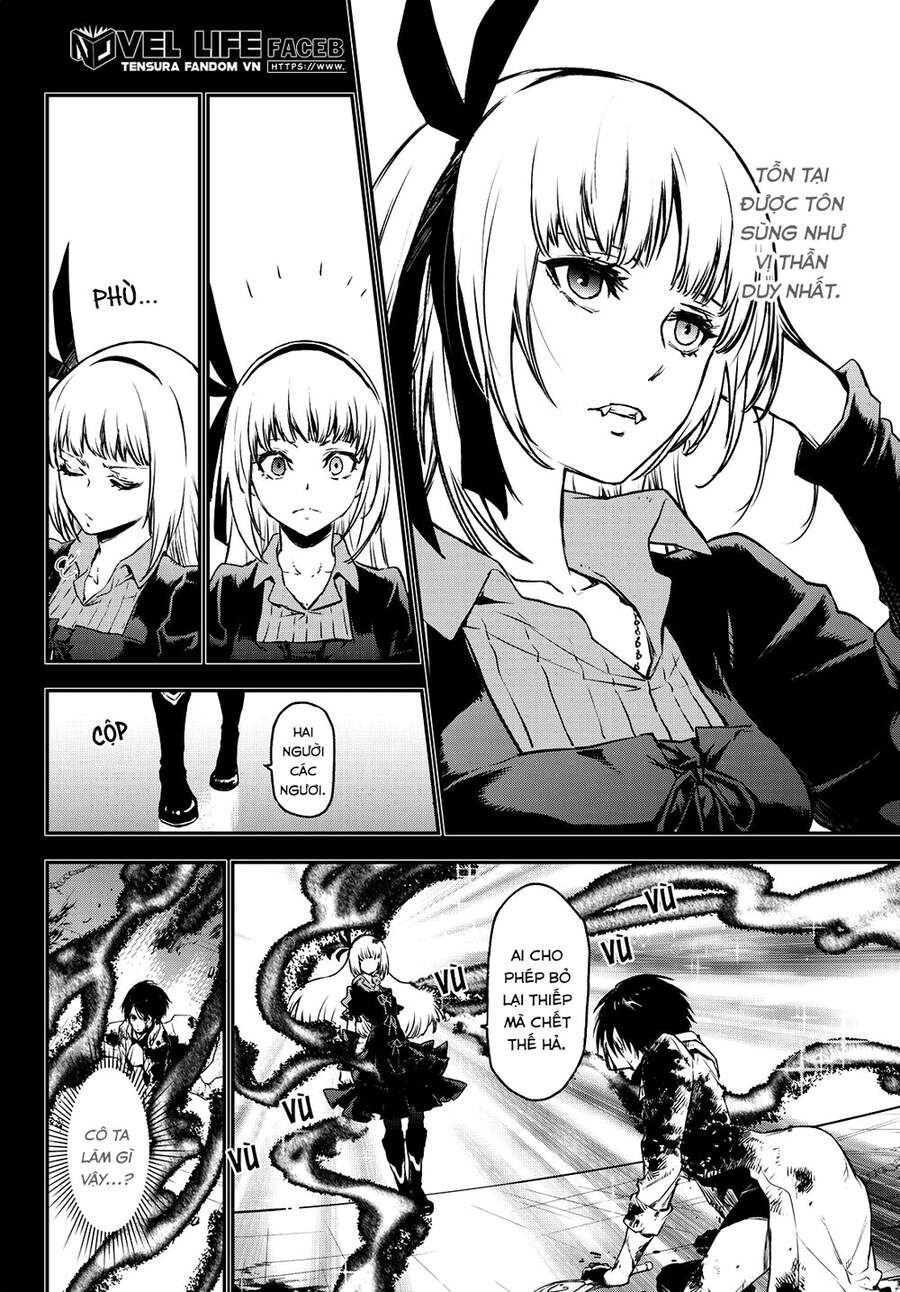 NOVEL LIFE FACEB
TENSURA FANDOM VN HTTPS://WWW.
TỒN TẠI
ĐƯỢC TÔN
SÙNG NHƯ
VỊ THẦN
DUY NHẤT.
PHÙ...
CỘP
HAI
NGƯỜI
CÁC
NGƯƠI.
AI CHO
PHÉP BỎ
LẠI THIẾP
MÀ CHẾT
THẾ HẢ.
VÙ
VÙ
VÙ
VÙ
VÙ
CÔ TA
LÀM GÌ
VẬY...?